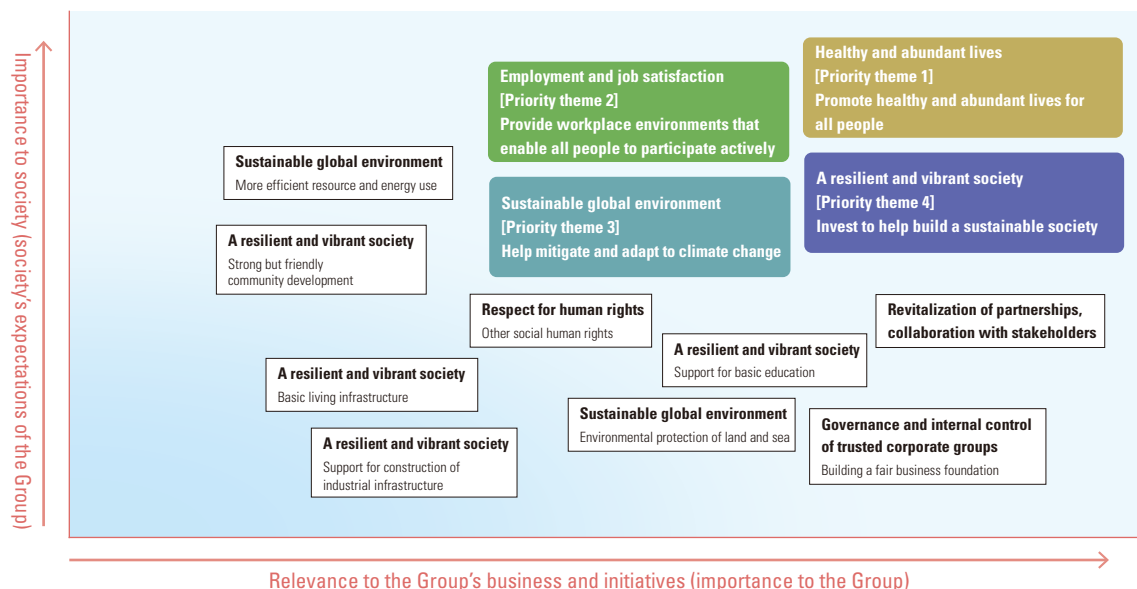 Importance to society (society's expectations of the Group)
Healthy and abundant lives
[Priority theme 1]
Promote healthy and abundant lives for
all people
Employment and job satisfaction
[Priority theme 2]
Provide workplace environments that
enable all people to participate actively
Sustainable global environment
More efficient resource and energy use
A resilient and vibrant society
[Priority theme 4]
Invest to help build a sustainable society
Sustainable global environment
[Priority theme 3]
Help mitigate and adapt to climate change
A resilient and vibrant society
Strong but friendly
community development
Respect for human rights
Other social human rights
Revitalization of partnerships,
collaboration with stakeholders
A resilient and vibrant society
Support for basic education
A resilient and vibrant society
Basic living infrastructure
Sustainable global environment
Environmental protection of land and sea
Governance and internal control
of trusted corporate groups
Building a fair business foundation
A resilient and vibrant society
Support for construction of
industrial infrastructure
Relevance to the Group's business and initiatives (importance to the Group)